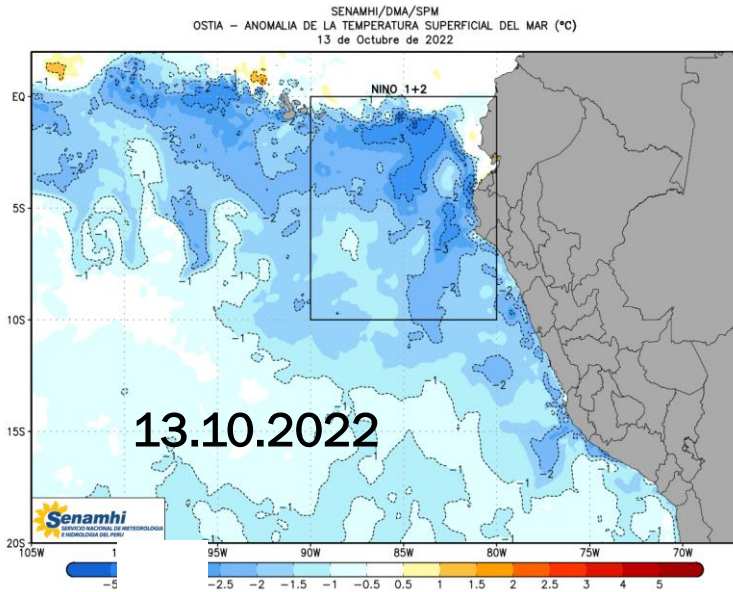 SENAMHI/DMA/SPM
OSTIA – ANOMALIA DE LA TEMPERATURA SUPERFICIAL DEL MAR (°C)
13 de Octubre de 2022
NINO 1+2
EQ
5S
10S
15S
20S
13.10.2022
Senamhi
SERVICIO NACIONAL DE METEOROLOGIA
E HIDROLOGIA DEL PERU
105W 1 95W 90W 85W 80W 75W 70W
-5 -2.5 -2 -1.5 -1 -0.5 0.5 1 1.5 2 2.5 3 4 5